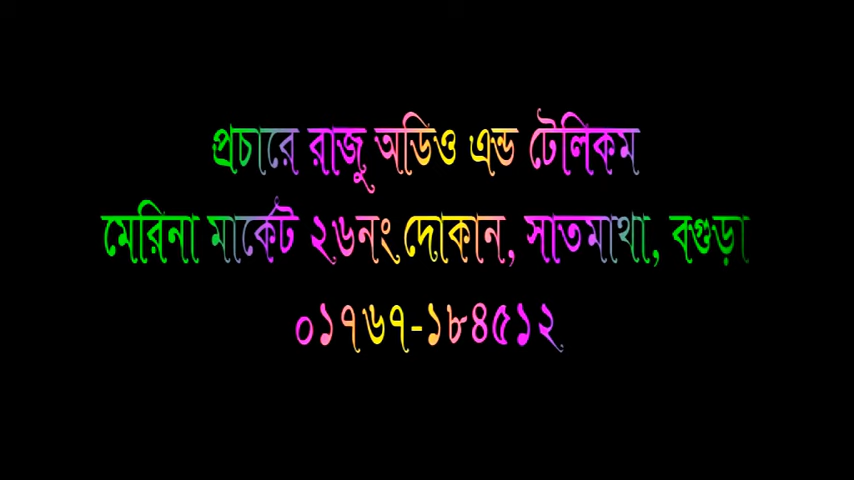 প্রচারে রাজু অডিও এন্ড টেলিকম
মেরিনা মার্কেট ২৬নং দোকান, সাতমাথা, বগুড়া
০১৭৬৭-১৮৪৫১২